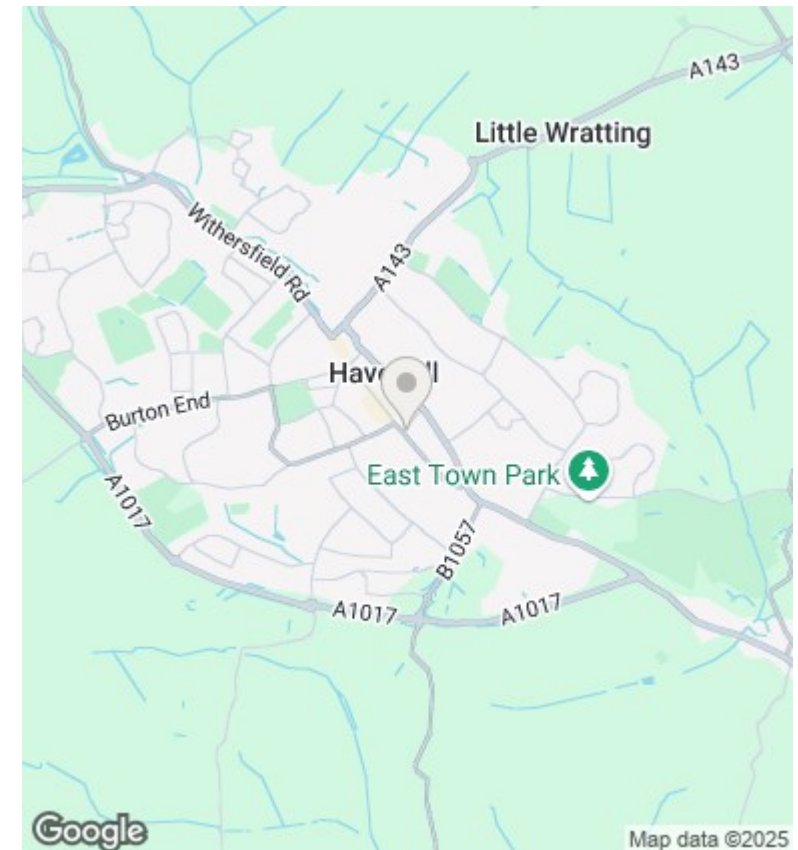 A143
Little Wratting
Withersfield Rd
A143
Burton End
East Town Park
A1017
B1057
A1017
A1017
Google
Map data ©2025